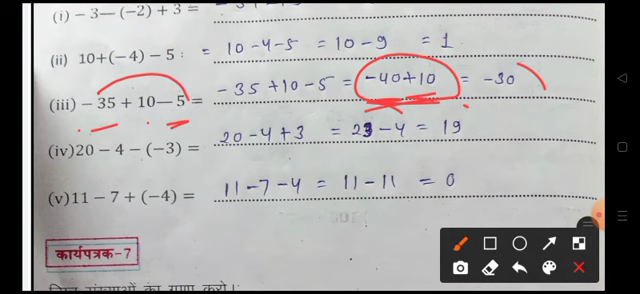 (i) − 3— (−2) + 3 =
(ii) 10+(−4) − 5 : = 10 - 4 - 5 = 10 - 9 = 1
(iii) − 35 + 10 — 5 = - 35 + 10 - 5 = - 40 + 10 = - 30
(iv)20 − 4 − (−3) = 20 - 4 + 3 = 23 - 4 = 19
(v)11 − 7 + (−4) = 11 - 7 - 4 = 11 - 11 = 0
कार्यपत्रक-7